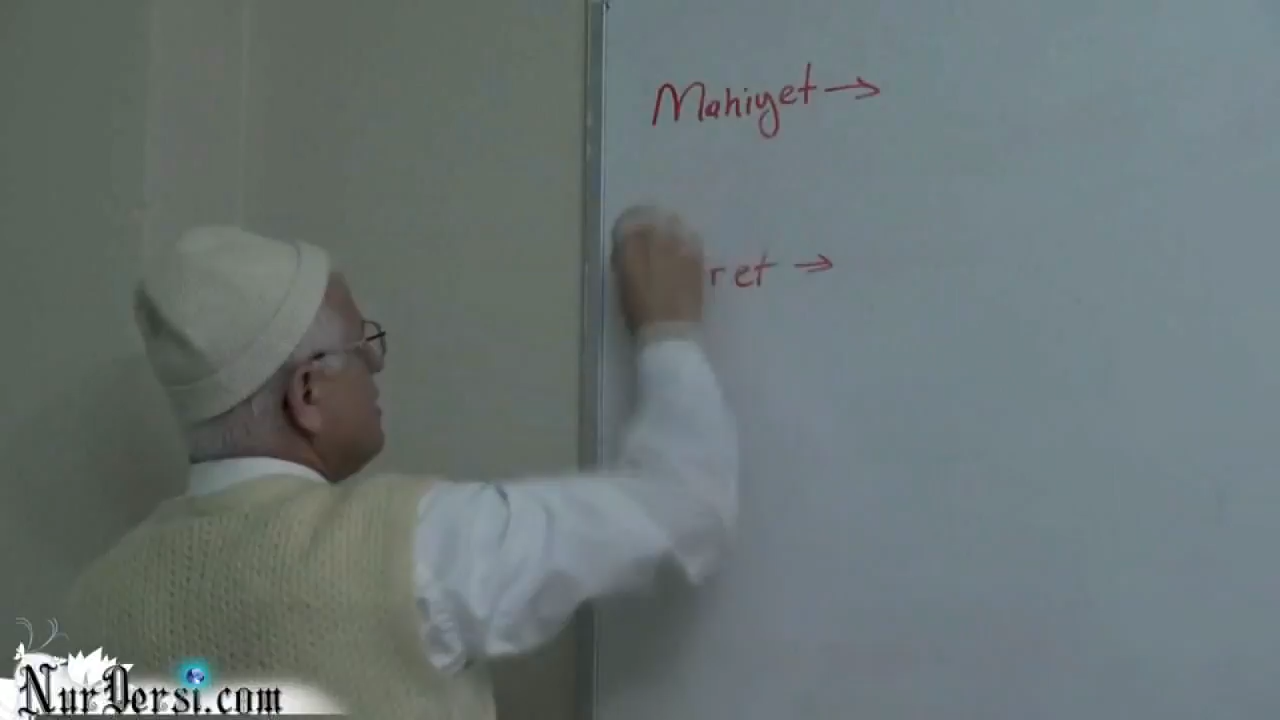 Mahiyet →
ret →
NurDersi.com